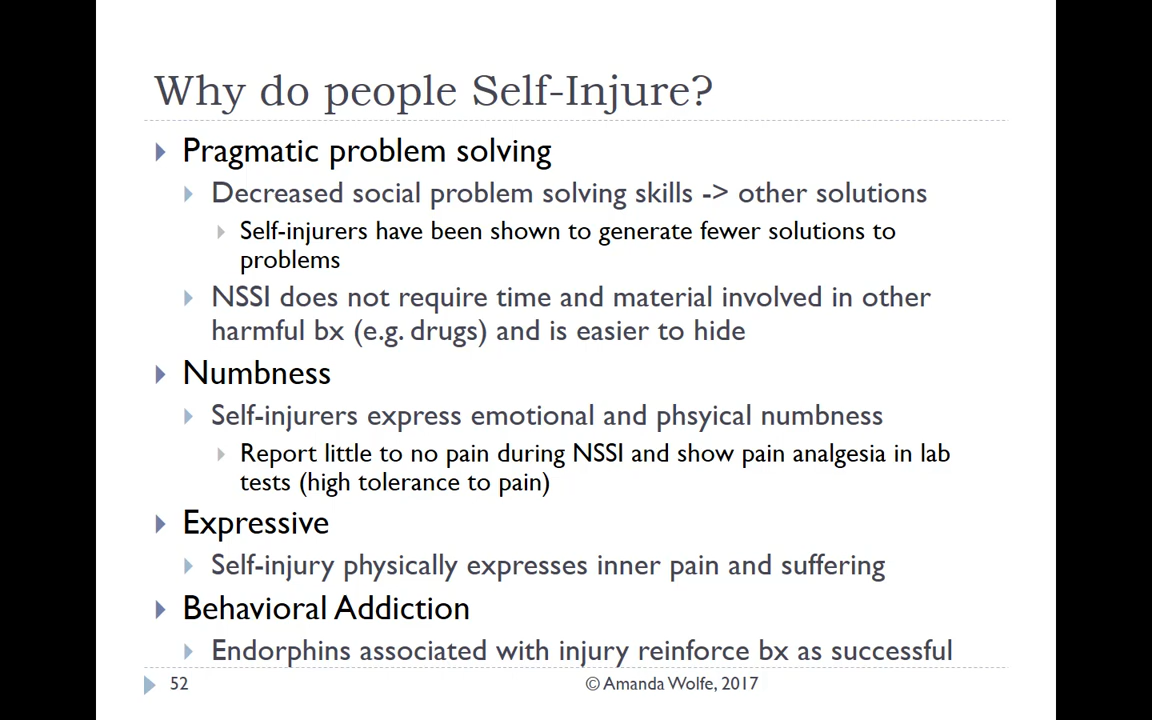 Why do people Self-Injure?
Pragmatic problem solving
Decreased social problem solving skills -> other solutions
Self-injurers have been shown to generate fewer solutions to
problems
NSSI does not require time and material involved in other
harmful bx (e.g. drugs) and is easier to hide
Numbness
Self-injurers express emotional and phsyical numbness
Report little to no pain during NSSI and show pain analgesia in lab
tests (high tolerance to pain)
Expressive
Self-injury physically expresses inner pain and suffering
Behavioral Addiction
Endorphins associated with injury reinforce bx as successful
52
© Amanda Wolfe, 2017